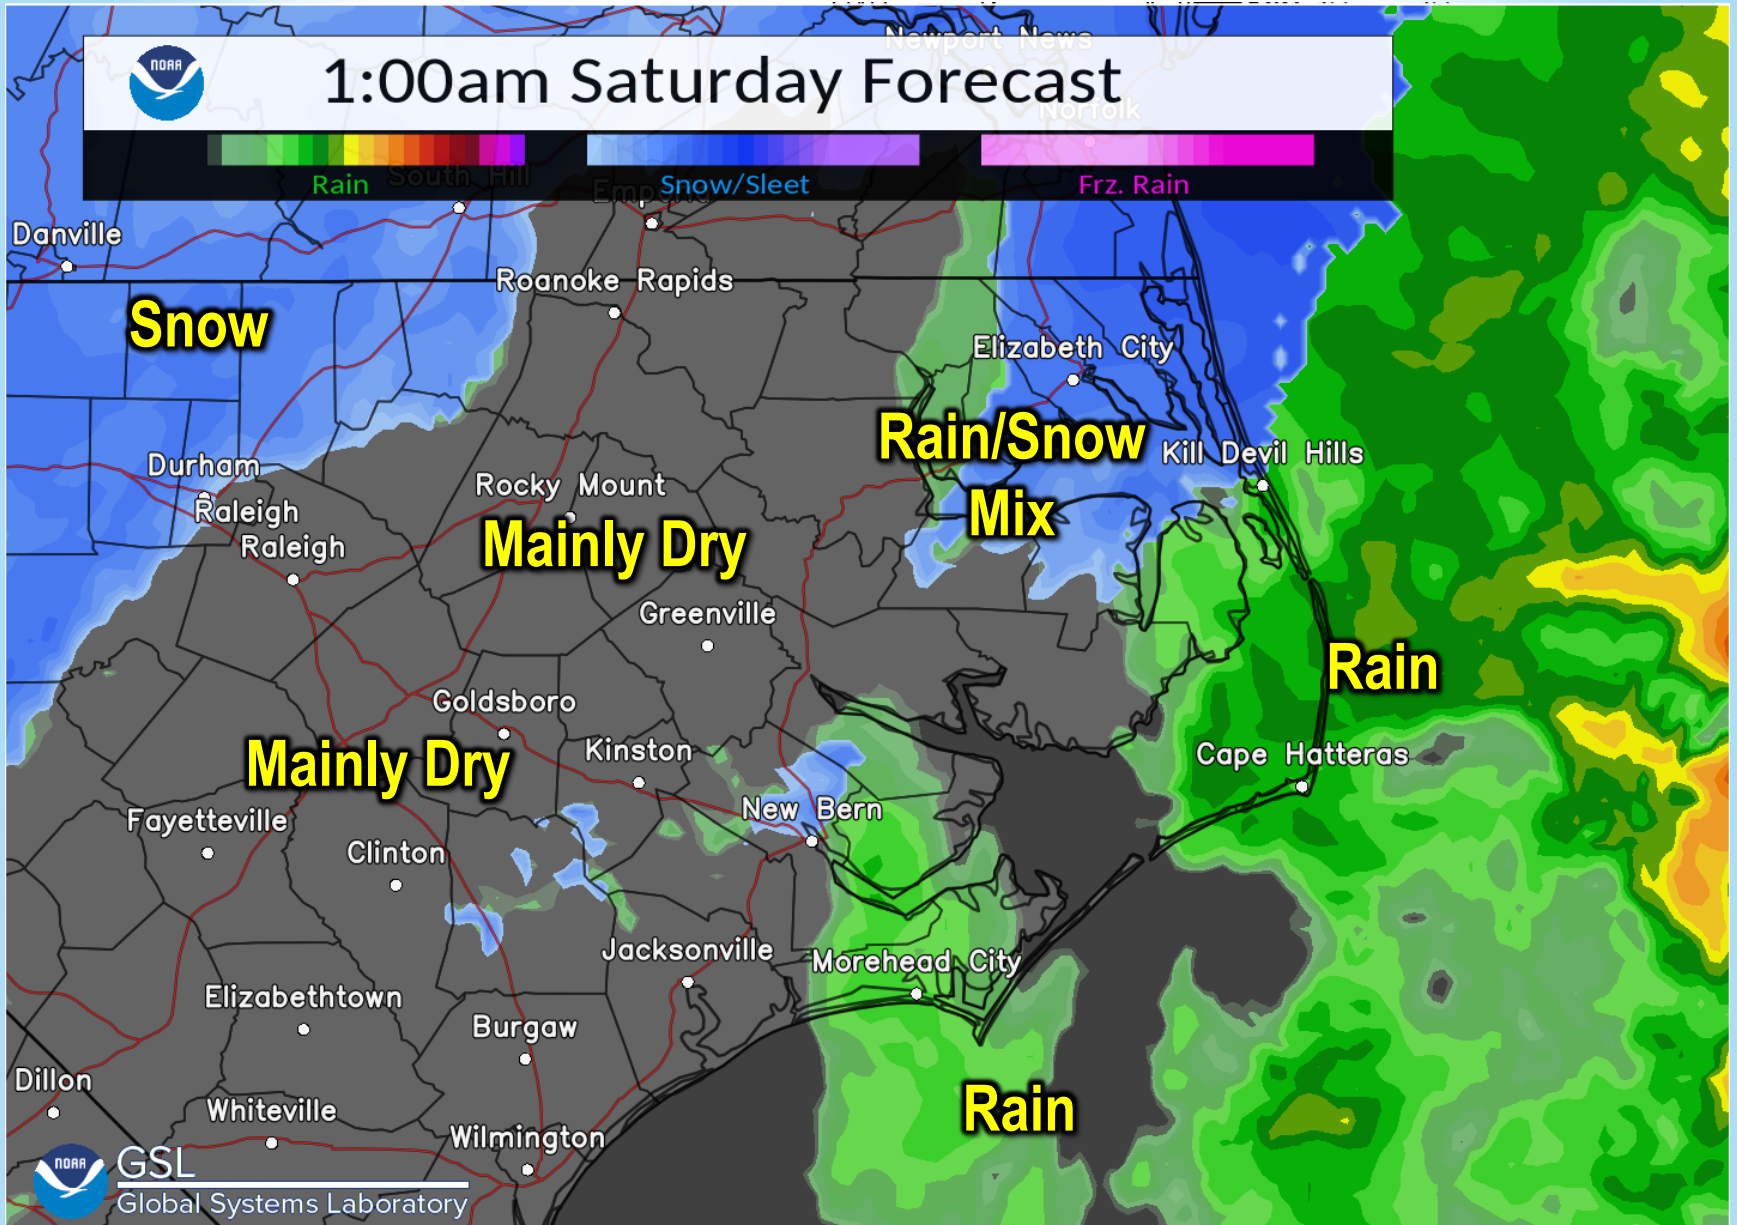 Newport News
NOAA
1:00am Saturday Forecast
Norfolk
Rain
South Hill
Emporia
Snow/Sleet
Frz. Rain
Danville
Roanoke Rapids
Snow
Elizabeth City
Rain/Snow
Mix
Kill Devil Hills
Durham
Raleigh
Raleigh
Rocky Mount
Mainly Dry
Greenville
Rain
Goldsboro
Kinston
Mainly Dry
Cape Hatteras
New Bern
Fayetteville
Clinton
Jacksonville
Morehead City
Elizabethtown
Burgaw
Dillon
Whiteville
Rain
Wilmington
NOAA
GSL
Global Systems Laboratory